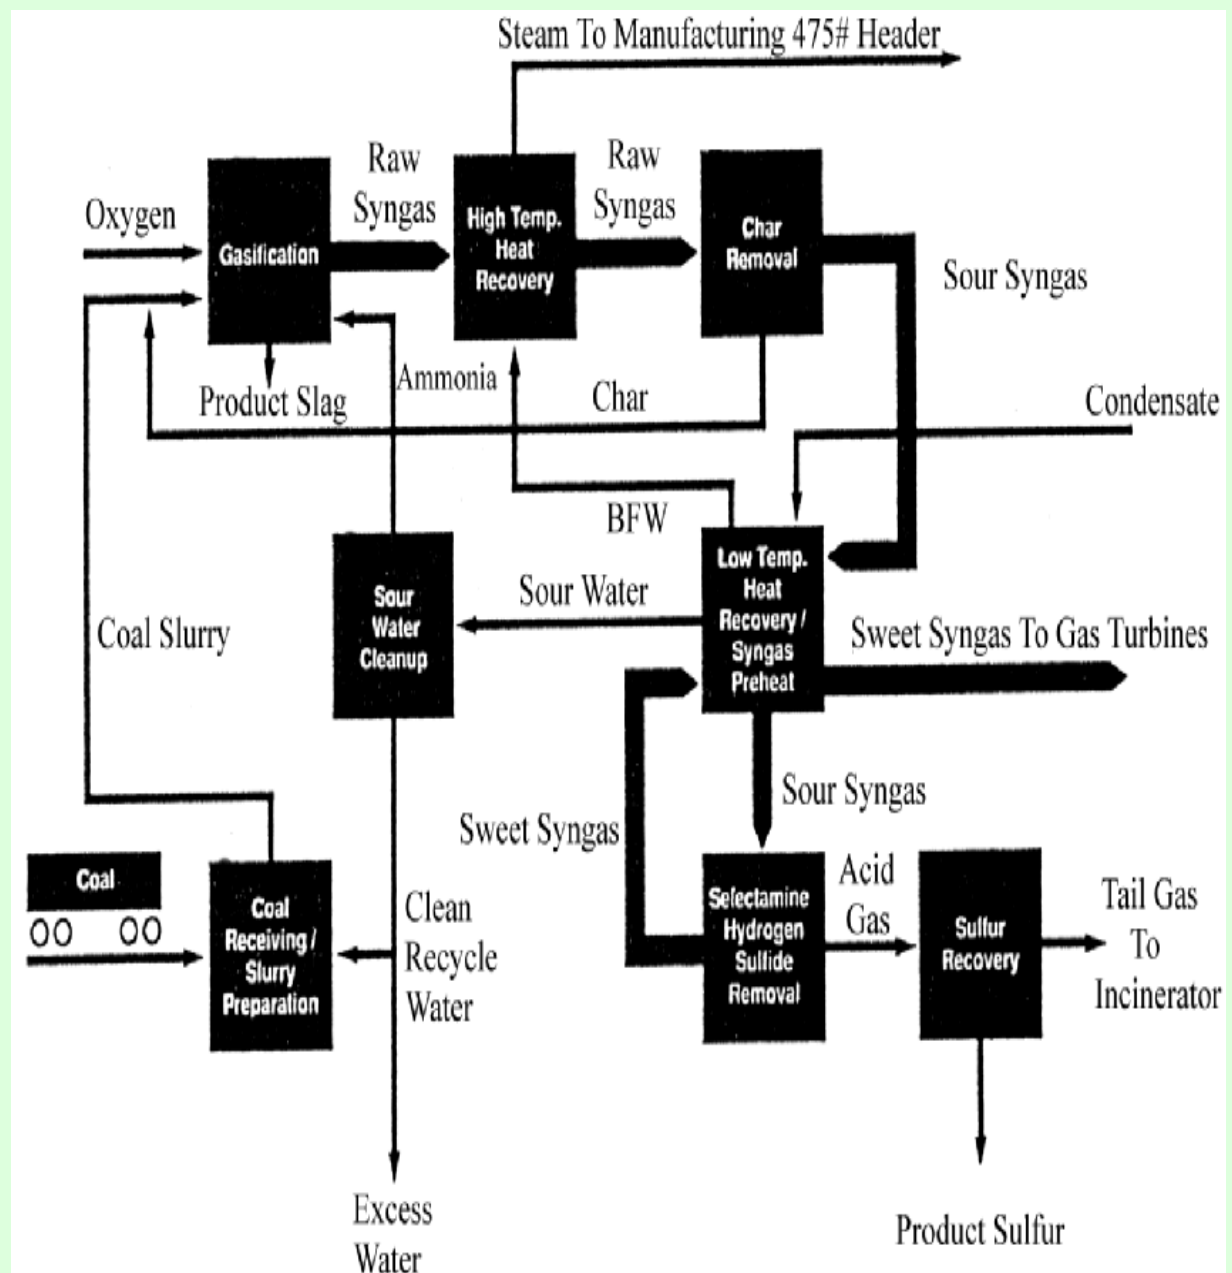 Steam To Manufacturing 475# Header
Raw
Syngas
Raw
Syngas
Oxygen
Gasification
High Temp.
Heat
Recovery
Char
Removal
Sour Syngas
Product Slag
Ammonia
Char
Condensate
BFW
Low Temp.
Heat
Recovery /
Syngas
Preheat
Sour
Water
Cleanup
Sour Water
Coal Slurry
Sweet Syngas To Gas Turbines
Sour Syngas
Sweet Syngas
Coal
OO OO
Coal
Receiving /
Slurry
Preparation
Clean
Recycle
Water
Selectamine
Hydrogen
Sulfide
Removal
Acid
Gas
Sulfur
Recovery
Tail Gas
To
Incinerator
Excess
Water
Product Sulfur